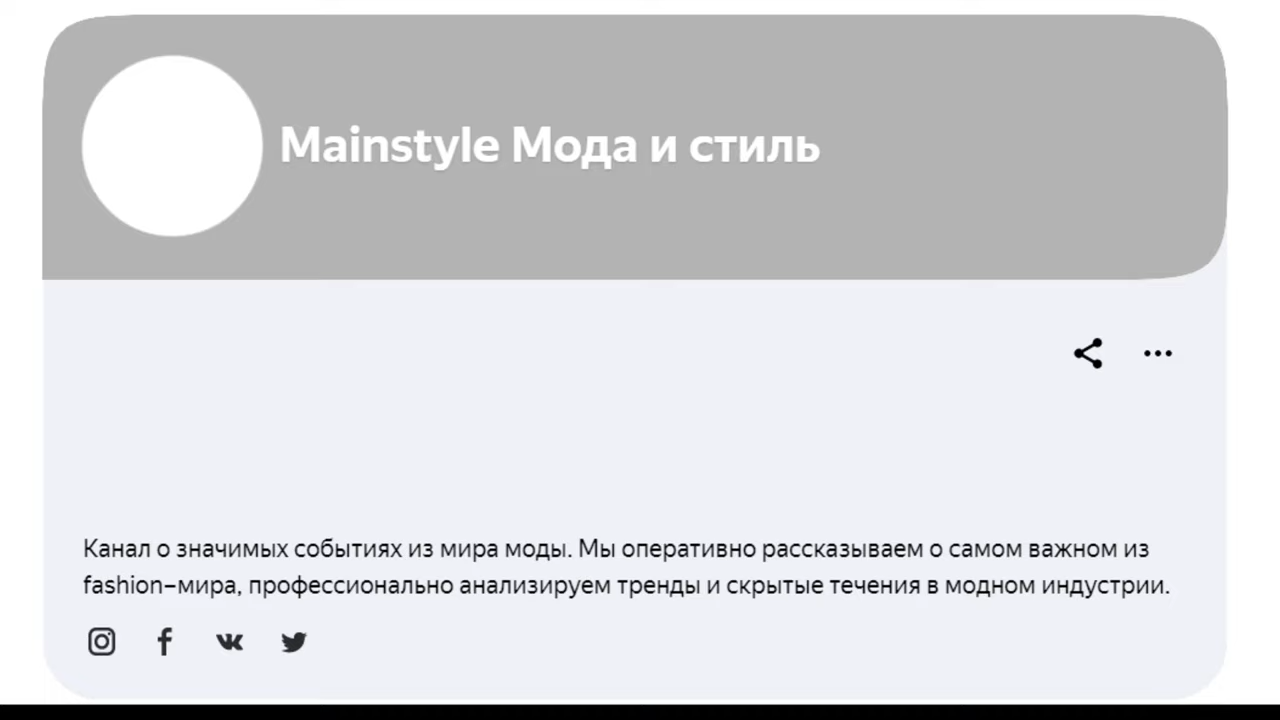 Mainstyle Мода и стиль
Канал о значимых событиях из мира моды. Мы оперативно рассказываем о самом важном из
fashion–мира, профессионально анализируем тренды и скрытые течения в модном индустрии.